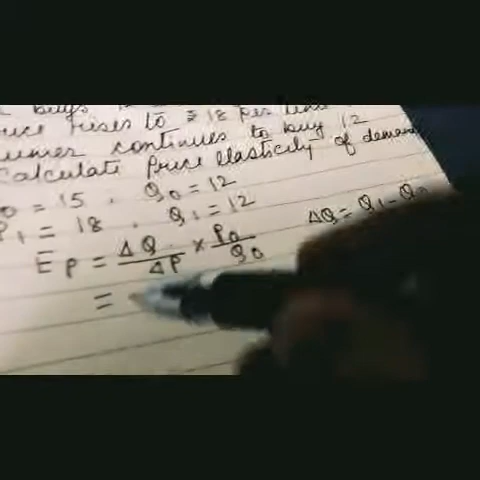 buys
rises to ₹ 18 per
continues to buy 12
Calculate Price elasticity of demand
= 15 , Q0 = 12
P1 = 18 , Q1 = 12
ΔQ = Q1 - Q0
EP = ΔQ/ΔP × P0/Q0
=